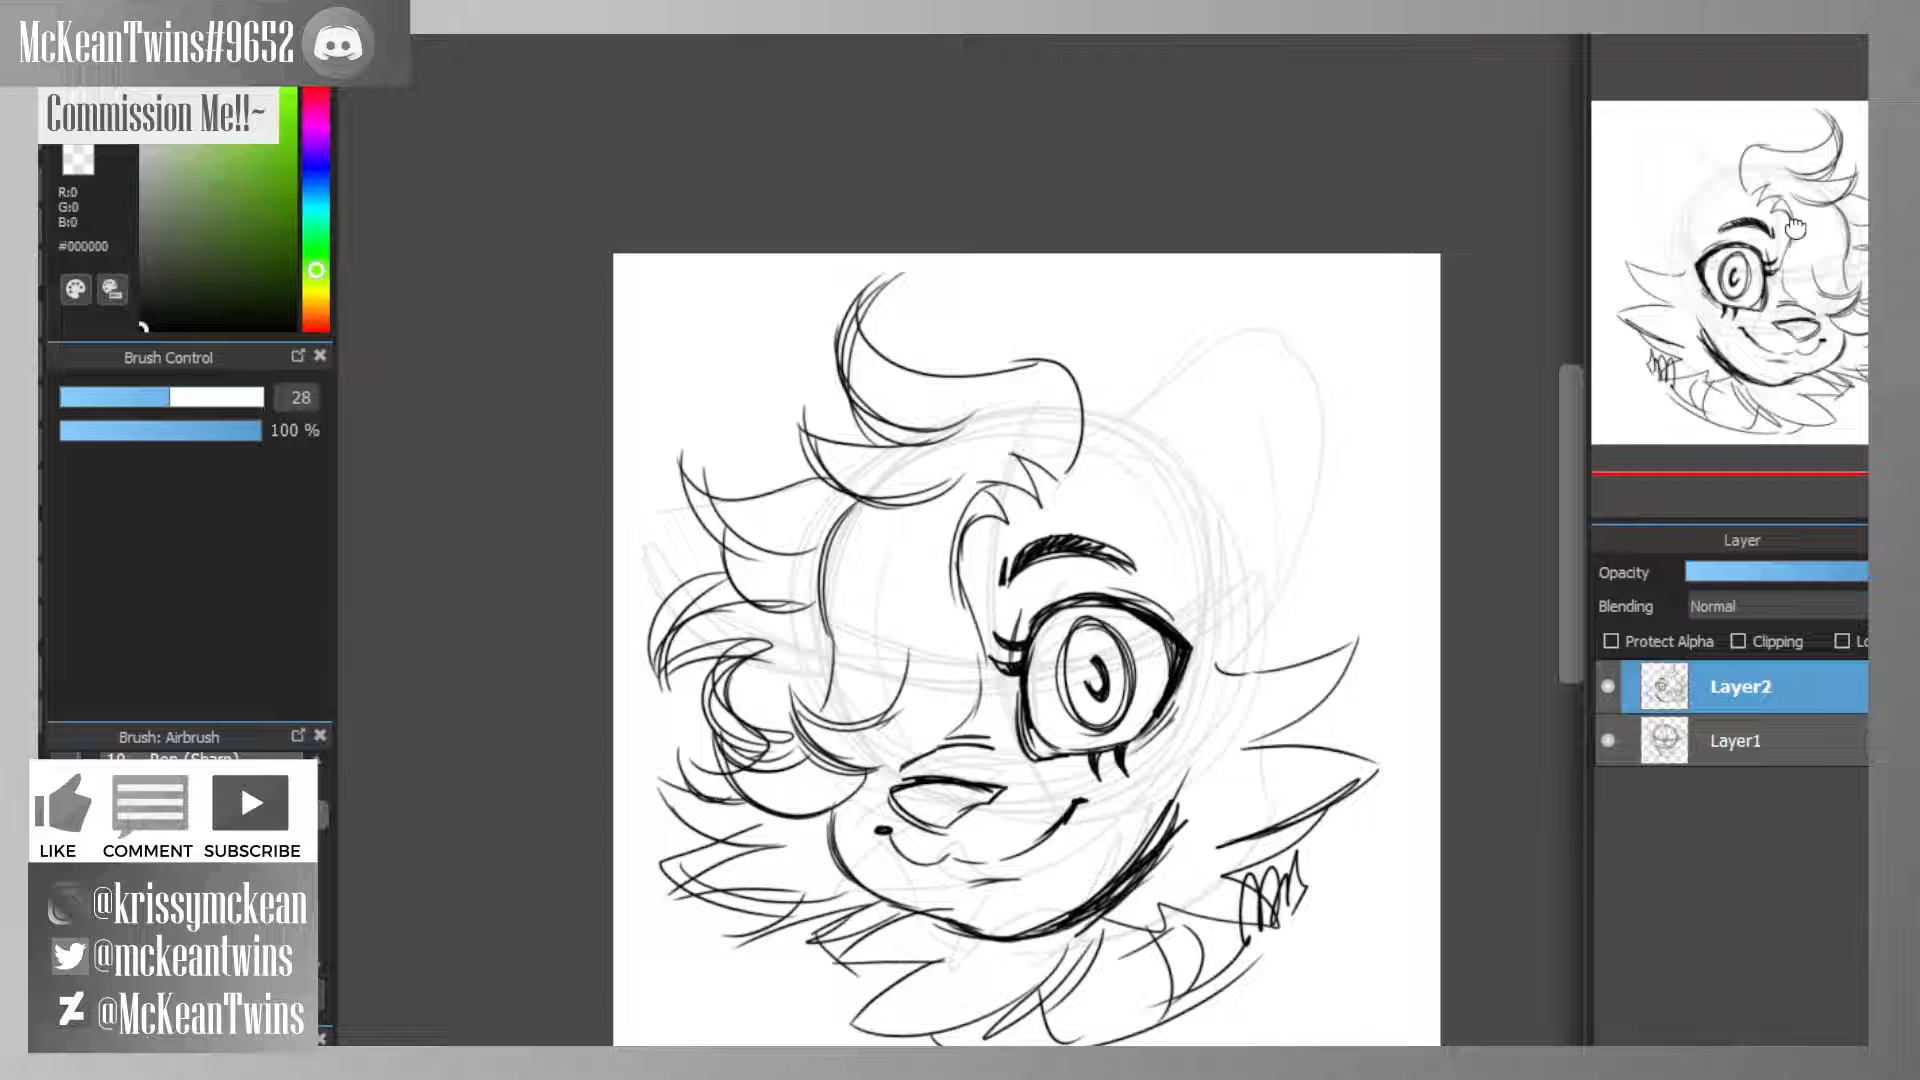 McKeanTwins#9652
Commission Me!!~
R:0
G:0
B:0
#000000
Brush Control
28
100 %
Brush: Airbrush
LIKE COMMENT SUBSCRIBE
@krissymckean
@mckeantwins
@McKeanTwins
Layer
Opacity
Blending Normal
Protect Alpha Clipping Lo
Layer2
Layer1